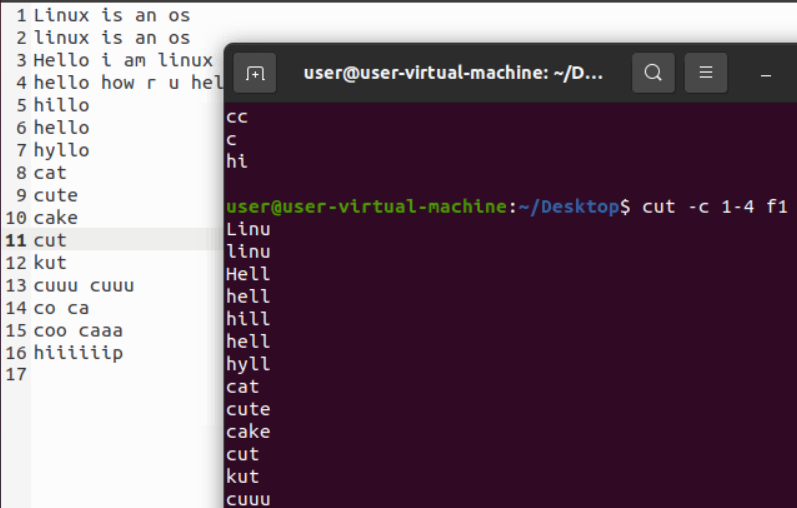 1 Linux is an os
2 linux is an os
3 Hello i am linux
4 hello how r u hel
5 hillo
6 hello
7 hyllo
8 cat
9 cute
10 cake
11 cut
12 kut
13 cuuu cuuu
14 co ca
15 coo caaa
16 hiiiiiip
17
user@user-virtual-machine: ~/D...
cc
c
hi
user@user-virtual-machine:~/Desktop$ cut -c 1-4 f1
Linu
linu
Hell
hell
hill
hell
hyll
cat
cute
cake
cut
kut
cuuu